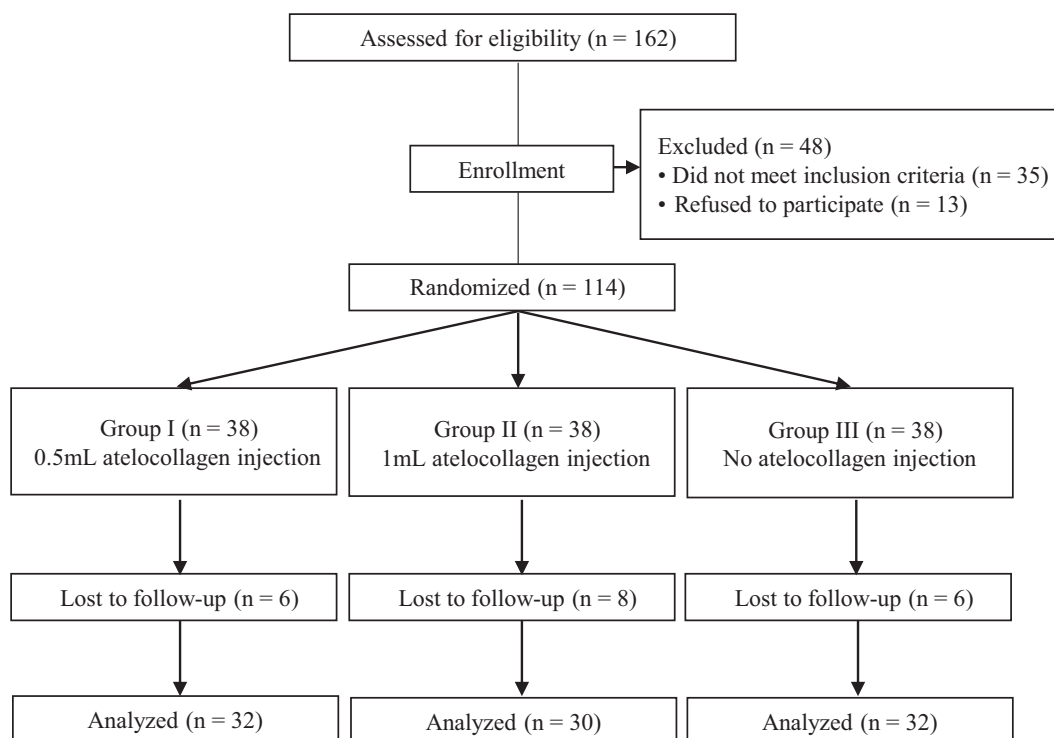 Assessed for eligibility (n = 162)
Enrollment
Excluded (n = 48)
• Did not meet inclusion criteria (n = 35)
• Refused to participate (n = 13)
Randomized (n = 114)
Group I (n = 38)
0.5mL atelocollagen injection
Group II (n = 38)
1mL atelocollagen injection
Group III (n = 38)
No atelocollagen injection
Lost to follow-up (n = 6)
Lost to follow-up (n = 8)
Lost to follow-up (n = 6)
Analyzed (n = 32)
Analyzed (n = 30)
Analyzed (n = 32)